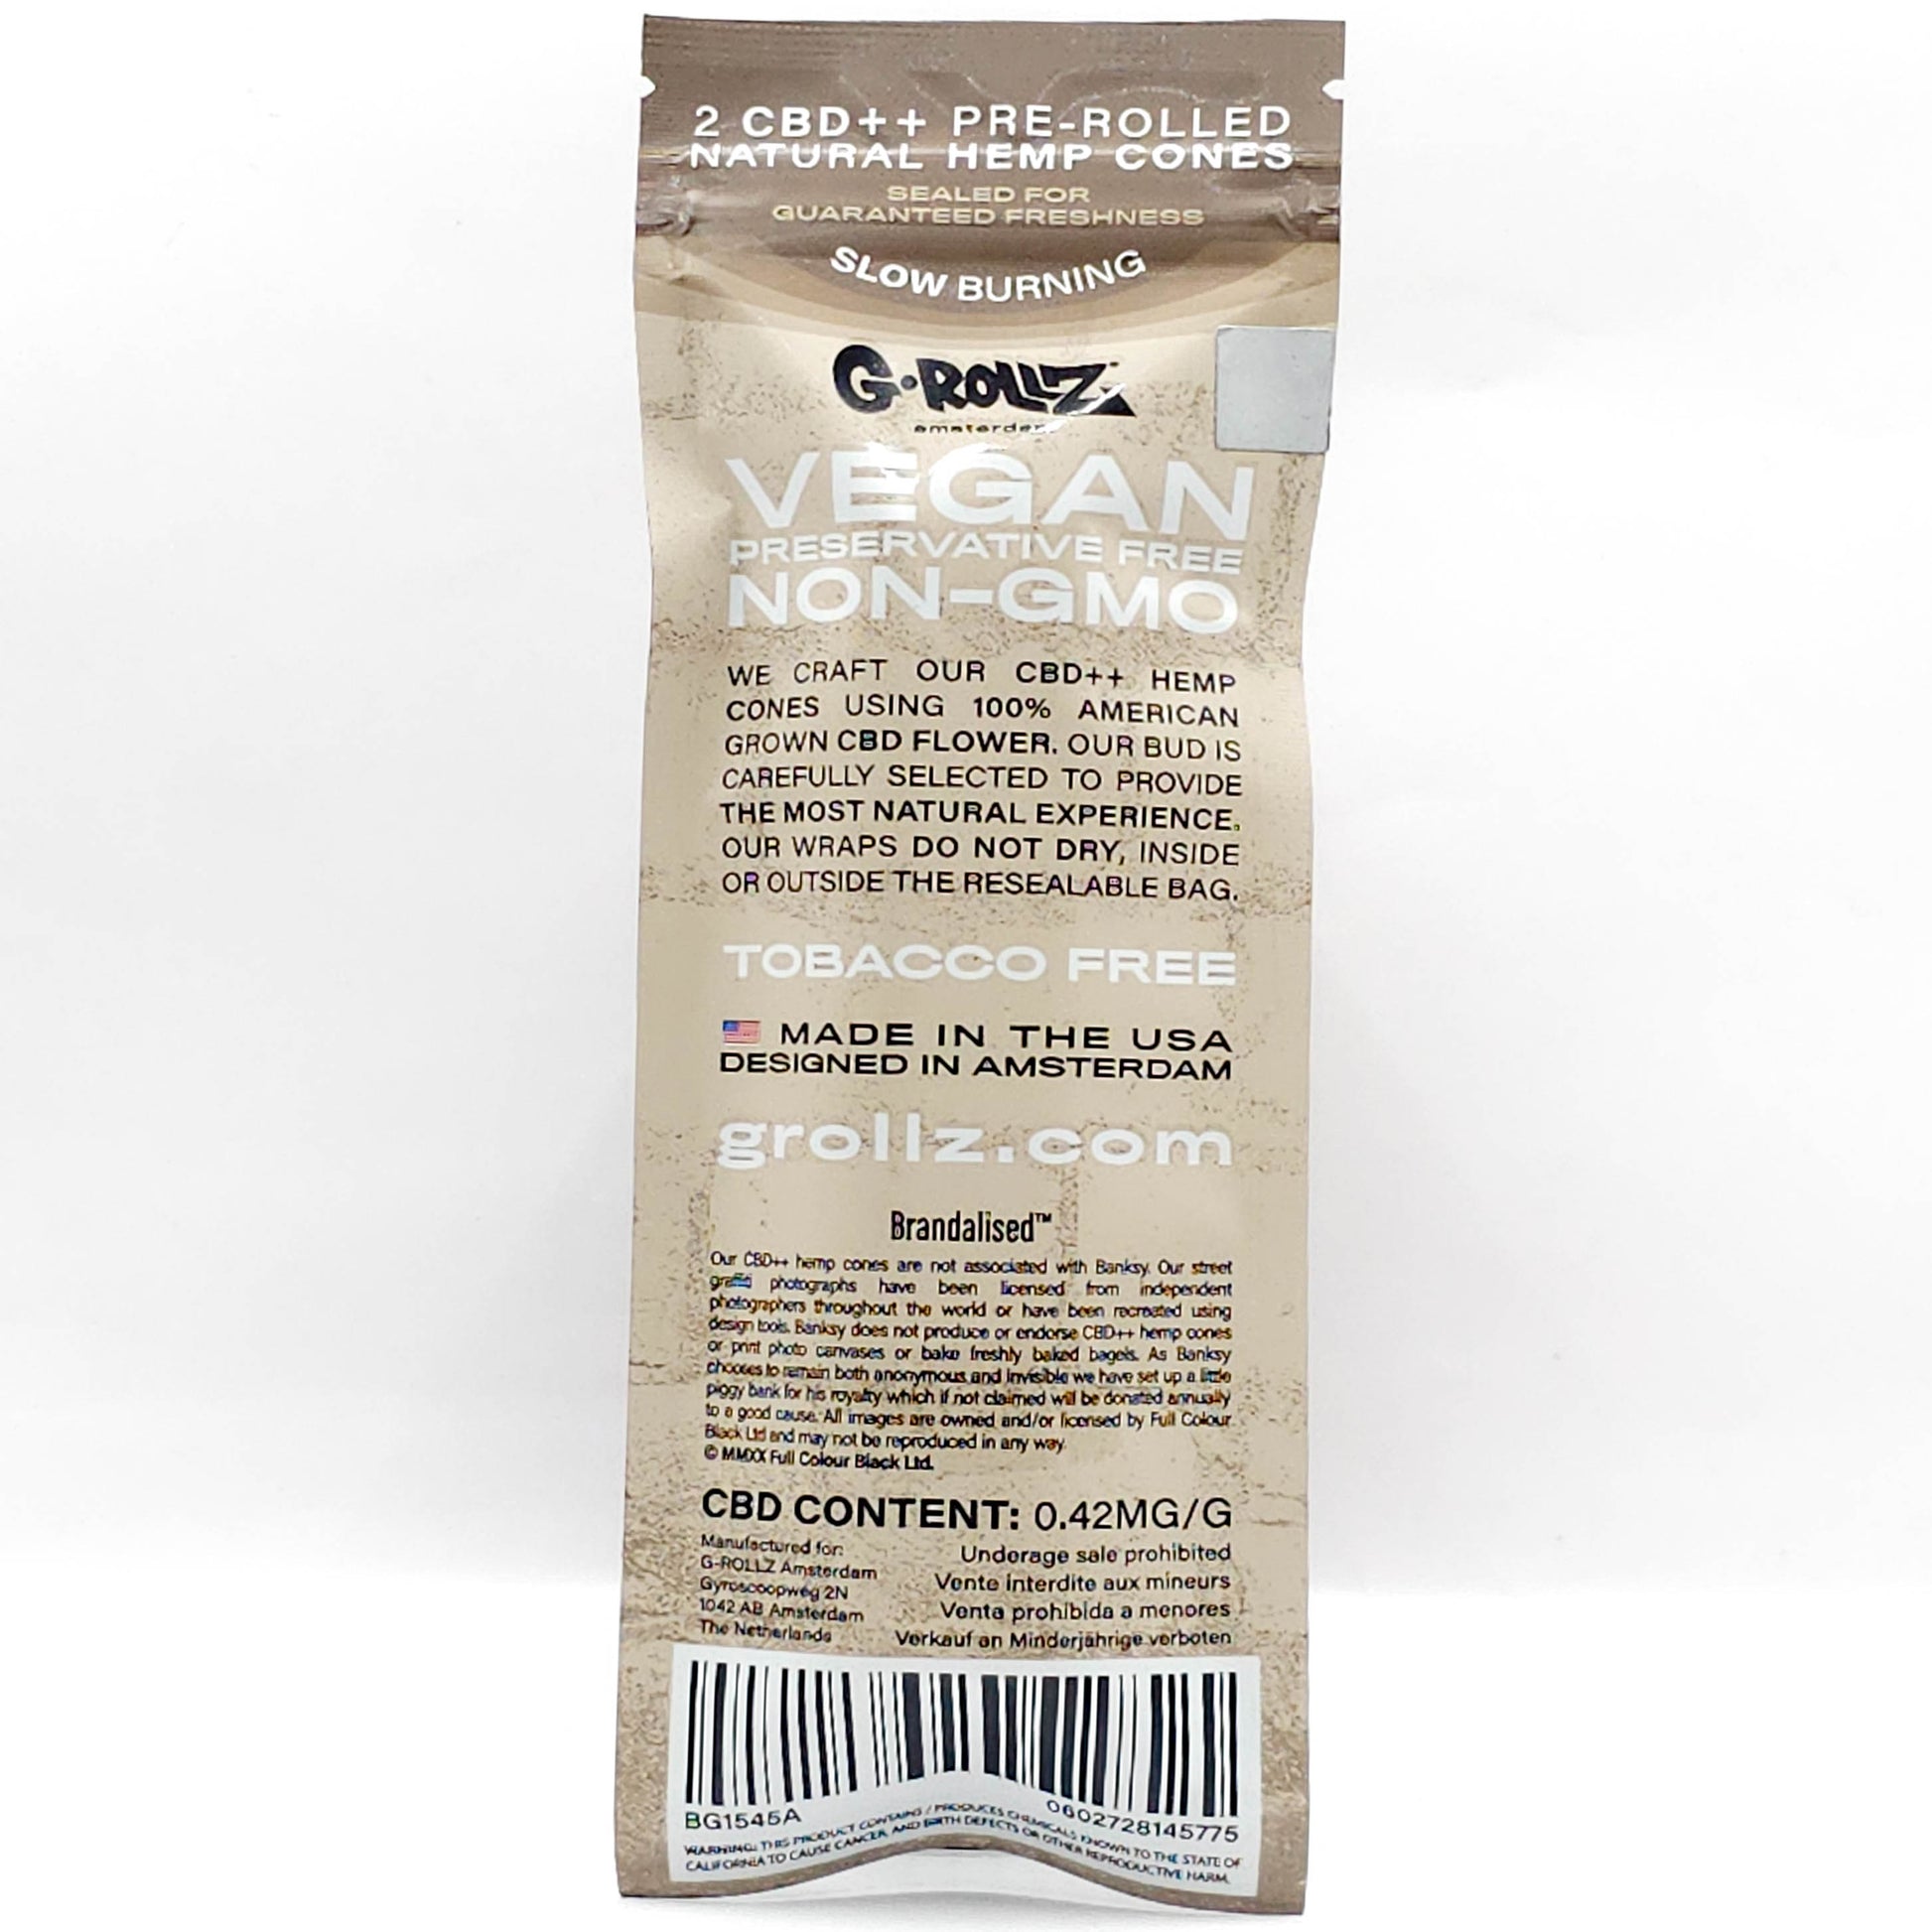 2 CBD++ PRE-ROLLED
NATURAL HEMP CONES
SEALED FOR
GUARANTEED FRESHNESS
SLOW BURNING
G·ROLLZ™
amsterdam
VEGAN
PRESERVATIVE FREE
NON-GMO
WE CRAFT OUR CBD++ HEMP
CONES USING 100% AMERICAN
GROWN CBD FLOWER. OUR BUD IS
CAREFULLY SELECTED TO PROVIDE
THE MOST NATURAL EXPERIENCE.
OUR WRAPS DO NOT DRY, INSIDE
OR OUTSIDE THE RESEALABLE BAG.
TOBACCO FREE
MADE IN THE USA
DESIGNED IN AMSTERDAM
grollz.com
Brandalised™
Our CBD++ hemp cones are not associated with Banksy. Our street
graffiti photographs have been licensed from independent
photographers throughout the world or have been recreated using
design tools. Banksy does not produce or endorse CBD++ hemp cones
or print photo canvases or bake freshly baked bagels. As Banksy
chooses to remain both anonymous and invisible we have set up a little
piggy bank for his royalty which if not claimed will be donated annually
to a good cause. All images are owned and/or licensed by Full Colour
Black Ltd and may not be reproduced in any way.
© MMXX Full Colour Black Ltd.
CBD CONTENT: 0.42MG/G
Manufactured for:
G-ROLLZ Amsterdam
Gyroscoopweg 2N
1042 AB Amsterdam
The Netherlands
Underage sale prohibited
Vente interdite aux mineurs
Venta prohibida a menores
Verkauf an Minderjährige verboten
BG1545A
0602728145775
WARNING: THIS PRODUCT CONTAINS / PRODUCES CHEMICALS KNOWN TO THE STATE OF
CALIFORNIA TO CAUSE CANCER, AND BIRTH DEFECTS OR OTHER REPRODUCTIVE HARM.